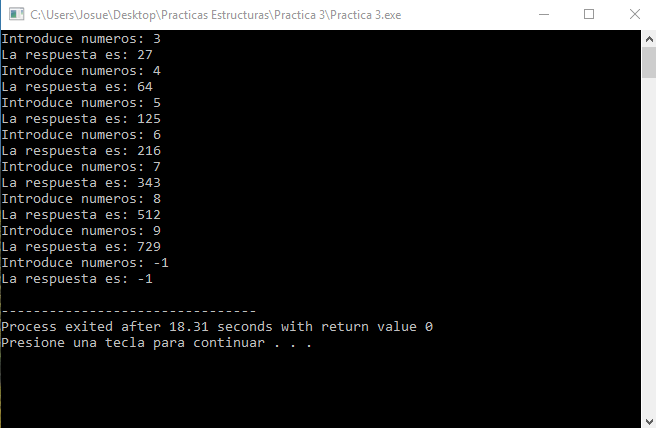 C:\Users\Josue\Desktop\Practicas Estructuras\Practica 3\Practica 3.exe
Introduce numeros: 3
La respuesta es: 27
Introduce numeros: 4
La respuesta es: 64
Introduce numeros: 5
La respuesta es: 125
Introduce numeros: 6
La respuesta es: 216
Introduce numeros: 7
La respuesta es: 343
Introduce numeros: 8
La respuesta es: 512
Introduce numeros: 9
La respuesta es: 729
Introduce numeros: -1
La respuesta es: -1
--------------------------------
Process exited after 18.31 seconds with return value 0
Presione una tecla para continuar . . .